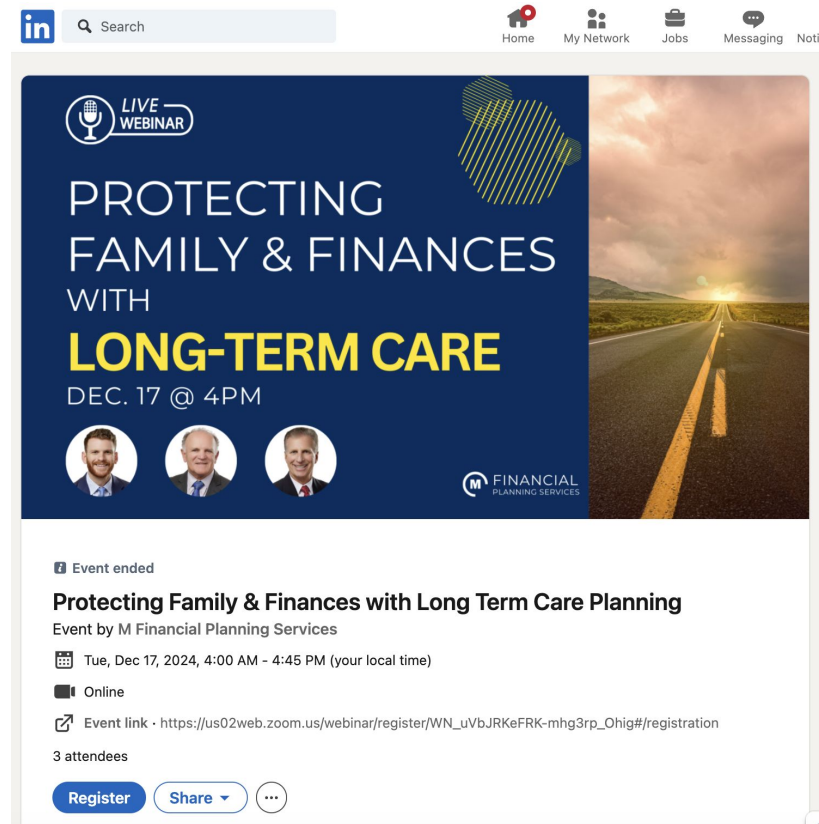 in
Search
Home
My Network
Jobs
Messaging
Noti
LIVE
WEBINAR
PROTECTING
FAMILY & FINANCES
WITH
LONG-TERM CARE
DEC. 17 @ 4PM
M FINANCIAL
PLANNING SERVICES
Event ended
Protecting Family & Finances with Long Term Care Planning
Event by M Financial Planning Services
Tue, Dec 17, 2024, 4:00 AM - 4:45 PM (your local time)
Online
Event link · https://us02web.zoom.us/webinar/register/WN_uVbJRKeFRK-mhg3rp_Ohig#/registration
3 attendees
Register
Share